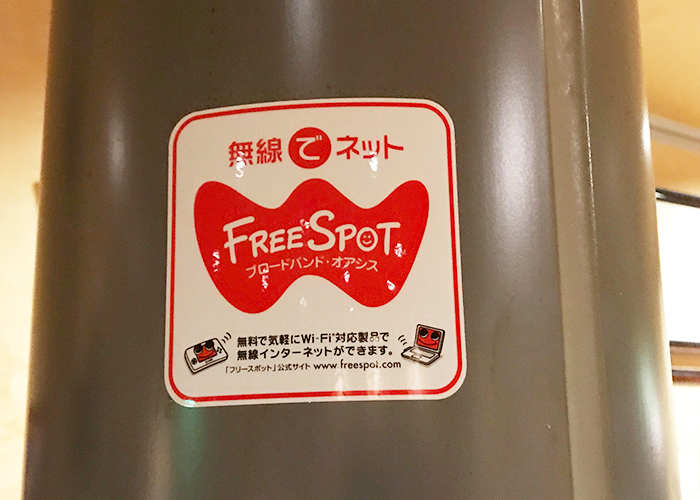 無線でネット
FREESPOT
ブロードバンド・オアシス
無料で気軽にWi-Fi®対応製品で
無線インターネットができます。
「フリースポット」公式サイト www.freespot.com